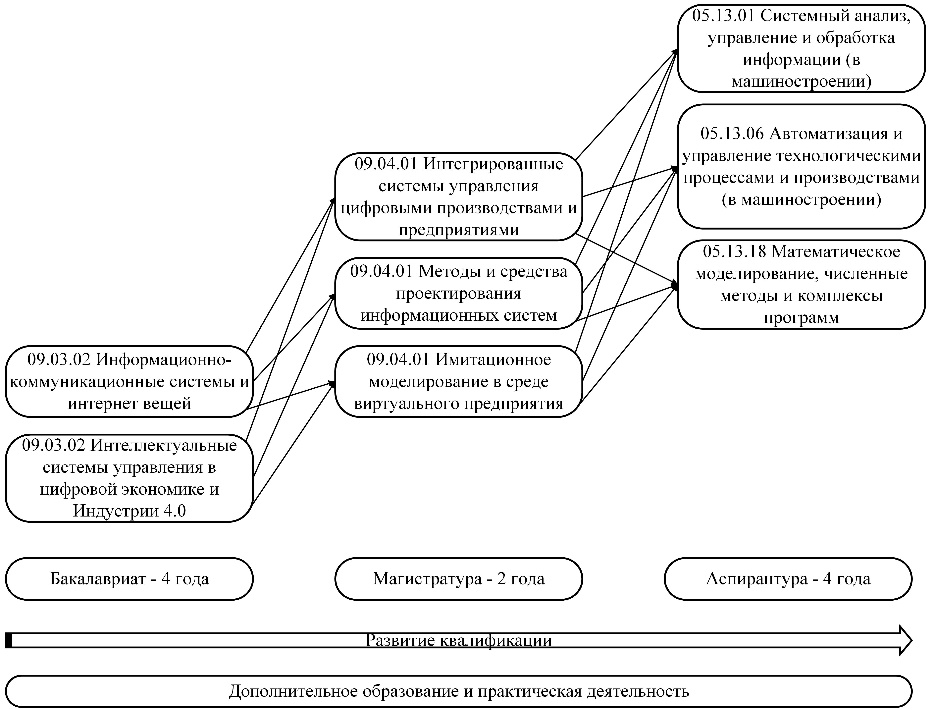 05.13.01 Системный анализ,
управление и обработка
информации (в
машиностроении)
05.13.06 Автоматизация и
управление технологическими
процессами и производствами
(в машиностроении)
09.04.01 Интегрированные
системы управления
цифровыми производствами и
предприятиями
05.13.18 Математическое
моделирование, численные
методы и комплексы
программ
09.04.01 Методы и средства
проектирования
информационных систем
09.03.02 Информационно-
коммуникационные системы и
интернет вещей
09.04.01 Имитационное
моделирование в среде
виртуального предприятия
09.03.02 Интеллектуальные
системы управления в
цифровой экономике и
Индустрии 4.0
Бакалавриат - 4 года
Магистратура - 2 года
Аспирантура - 4 года
Развитие квалификации
Дополнительное образование и практическая деятельность